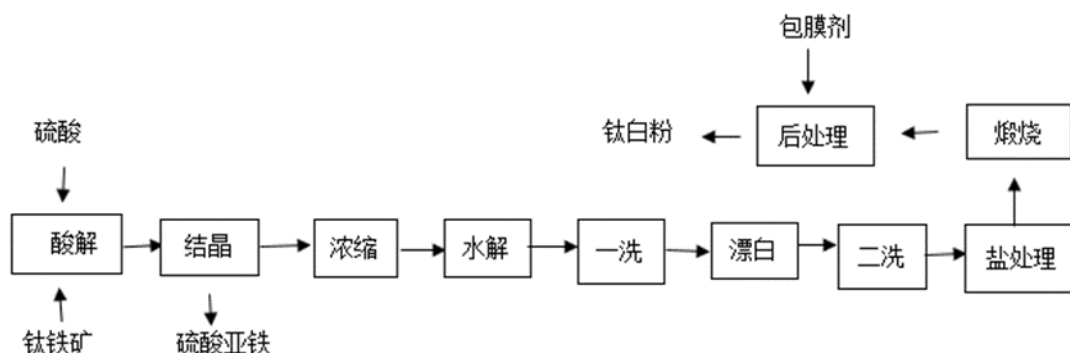 包膜剂
硫酸
钛白粉
后处理
煅烧
酸解
结晶
浓缩
水解
一洗
漂白
二洗
盐处理
钛铁矿
硫酸亚铁